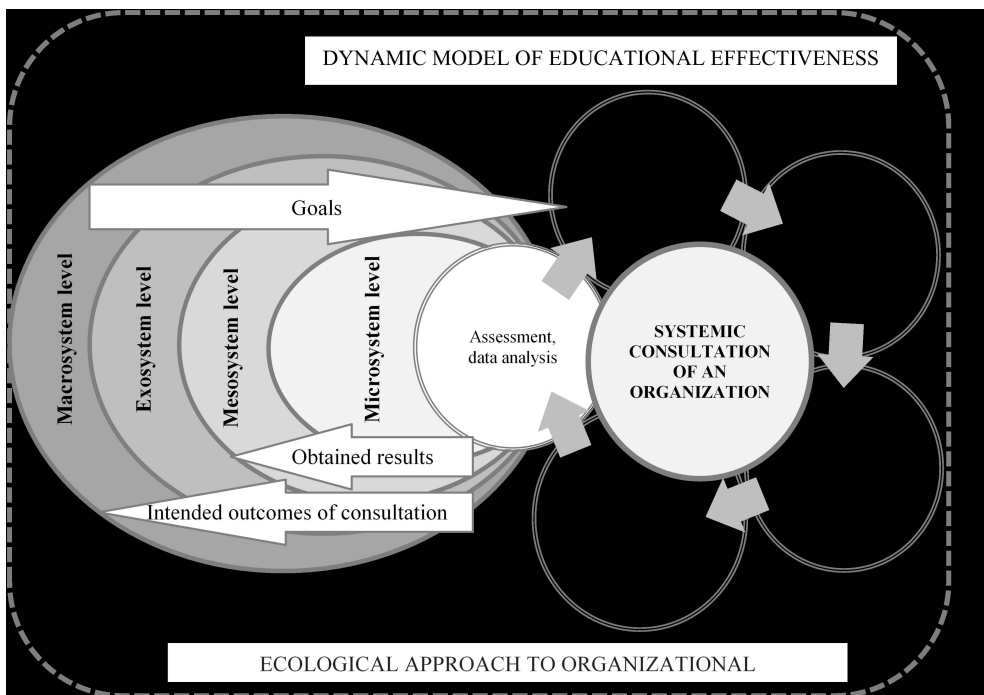 DYNAMIC MODEL OF EDUCATIONAL EFFECTIVENESS
Goals
Macrosystem level
Exosystem level
Mesosystem level
Microsystem level
Assessment,
data analysis
SYSTEMIC
CONSULTATION
OF AN
ORGANIZATION
Obtained results
Intended outcomes of consultation
ECOLOGICAL APPROACH TO ORGANIZATIONAL